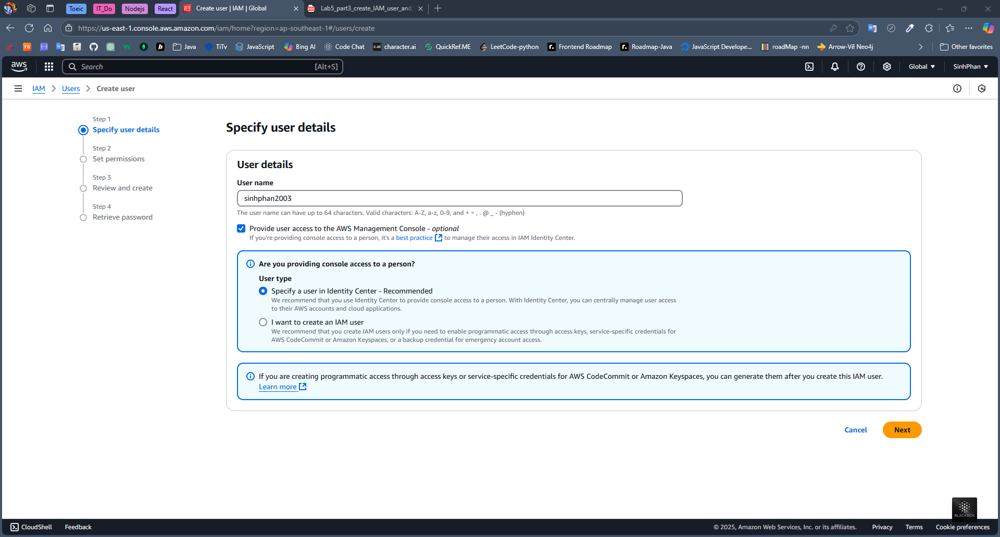 Toic
IT_Do
Nodejs
React
Create user | IAM | Global
Lab5_part3_create_IAM_user_and_
https://us-east-1.console.aws.amazon.com/iam/home?region=ap-southeast-1#/users/create
F8
Java
TiTv
JavaScript
Bing AI
Code Chat
c.ai
character.ai
QuickRef.ME
LeetCode-python
Frontend Roadmap
Roadmap-Java
JavaScript Develope...
roadMap -nn
Arrow-Vẽ Neo4j
Other favorites
aws
Search
[Alt+S]
Global
SinhPhan
IAM
Users
Create user
Step 1
Specify user details
Step 2
Set permissions
Step 3
Review and create
Step 4
Retrieve password
Specify user details
User details
User name
sinhphan2003
The user name can have up to 64 characters. Valid characters: A-Z, a-z, 0-9, and + = , . @ _ - (hyphen)
Provide user access to the AWS Management Console - optional
If you're providing console access to a person, it's a best practice to manage their access in IAM Identity Center.
Are you providing console access to a person?
User type
Specify a user in Identity Center - Recommended
We recommend that you use Identity Center to provide console access to a person. With Identity Center, you can centrally manage user access
to their AWS accounts and cloud applications.
I want to create an IAM user
We recommend that you create IAM users only if you need to enable programmatic access through access keys, service-specific credentials for
AWS CodeCommit or Amazon Keyspaces, or a backup credential for emergency account access.
If you are creating programmatic access through access keys or service-specific credentials for AWS CodeCommit or Amazon Keyspaces, you can generate them after you create this IAM user.
Learn more
Cancel
Next
BLACKBOX
CloudShell
Feedback
© 2025, Amazon Web Services, Inc. or its affiliates.
Privacy
Terms
Cookie preferences